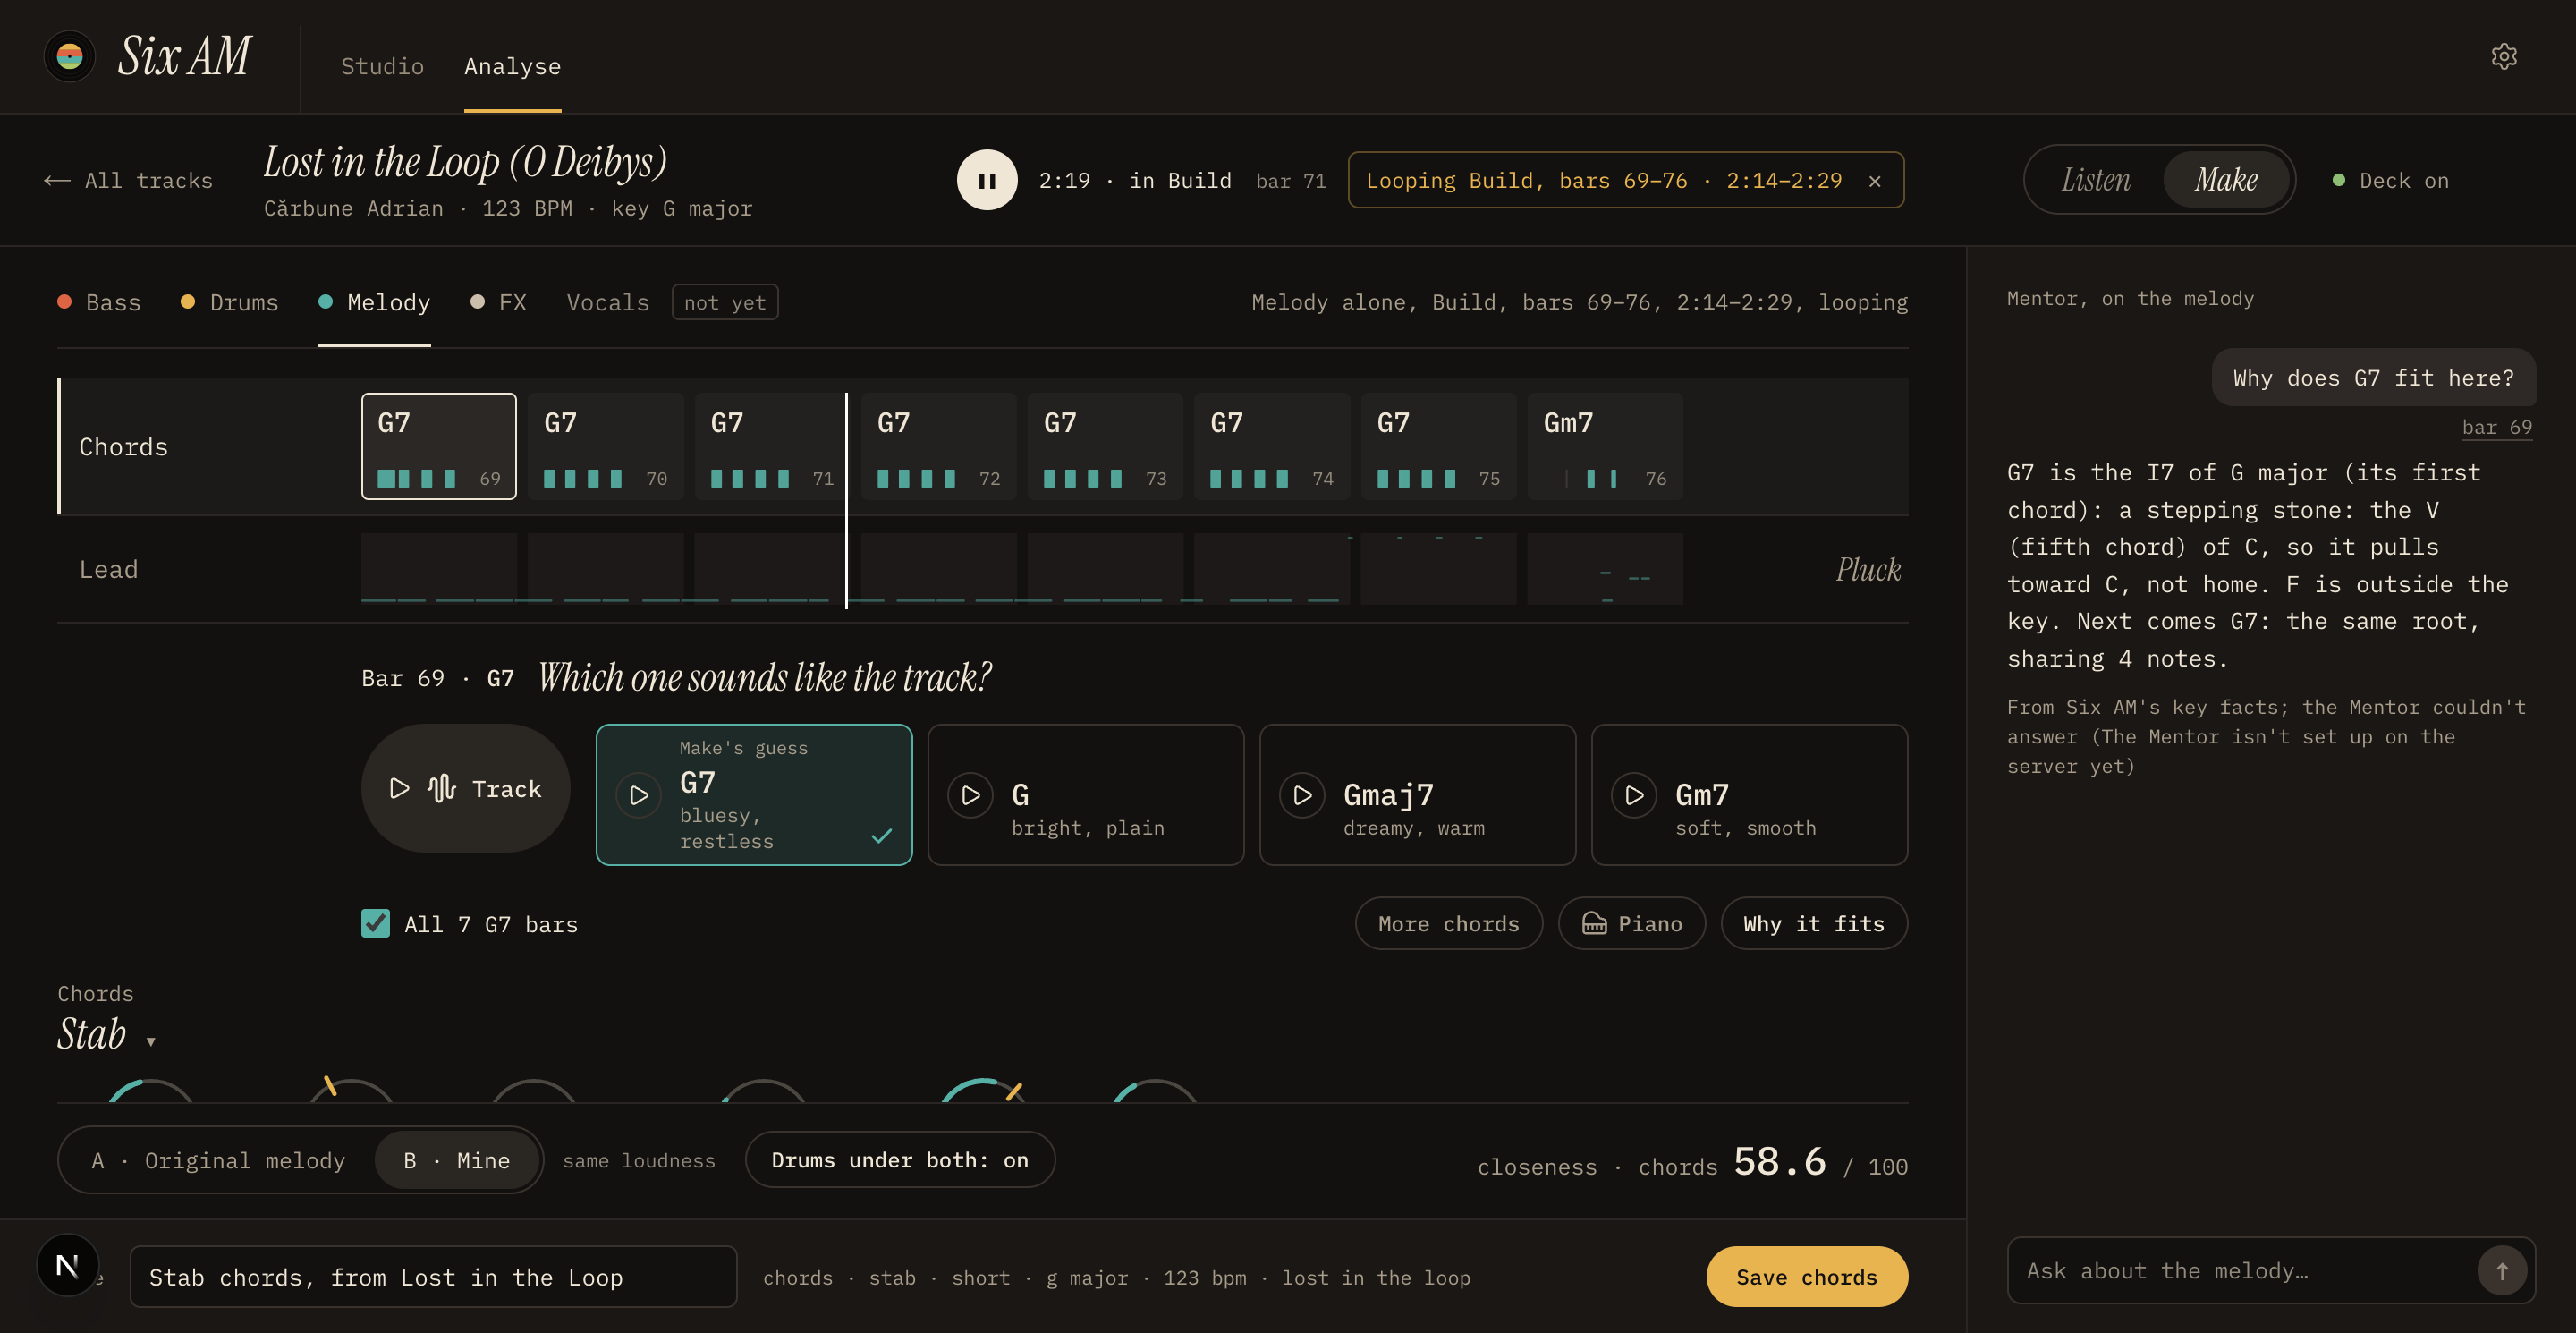 Six AM
Studio
Analyse
← All tracks
Lost in the Loop (O Deibys)
Cărbune Adrian · 123 BPM · key G major
2:19 · in Build
bar 71
Looping Build, bars 69–76 · 2:14–2:29 ×
Listen
Make
Deck on
Bass
Drums
Melody
FX
Vocals
not yet
Melody alone, Build, bars 69–76, 2:14–2:29, looping
Chords
G7
69
G7
70
G7
71
G7
72
G7
73
G7
74
G7
75
Gm7
76
Lead
Pluck
Bar 69 · G7
Which one sounds like the track?
Track
Make's guess
G7
bluesy,
restless
G
bright, plain
Gmaj7
dreamy, warm
Gm7
soft, smooth
All 7 G7 bars
More chords
Piano
Why it fits
Chords
Stab
A · Original melody
B · Mine
same loudness
Drums under both: on
closeness · chords 58.6 / 100
N
Stab chords, from Lost in the Loop
chords · stab · short · g major · 123 bpm · lost in the loop
Save chords
Mentor, on the melody
Why does G7 fit here?
bar 69
G7 is the I7 of G major (its first
chord): a stepping stone: the V
(fifth chord) of C, so it pulls
toward C, not home. F is outside the
key. Next comes G7: the same root,
sharing 4 notes.
From Six AM's key facts; the Mentor couldn't
answer (The Mentor isn't set up on the
server yet)
Ask about the melody…